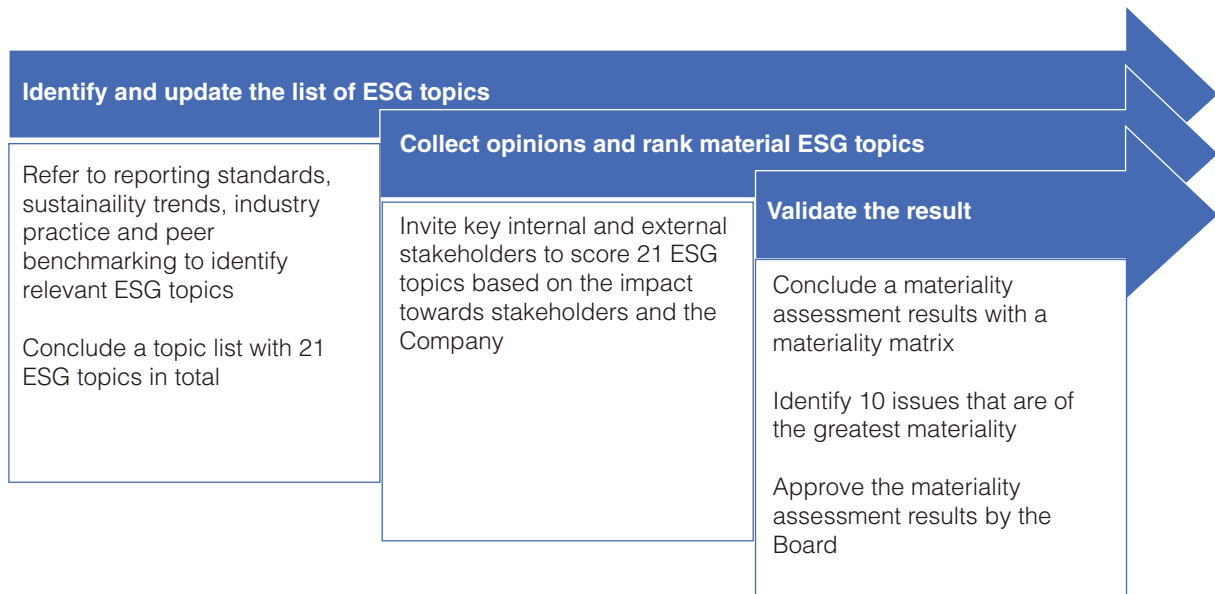 Identify and update the list of ESG topics
Refer to reporting standards,
sustainaility trends, industry
practice and peer
benchmarking to identify
relevant ESG topics
Conclude a topic list with 21
ESG topics in total
Collect opinions and rank material ESG topics
Invite key internal and external
stakeholders to score 21 ESG
topics based on the impact
towards stakeholders and the
Company
Validate the result
Conclude a materiality
assessment results with a
materiality matrix
Identify 10 issues that are of
the greatest materiality
Approve the materiality
assessment results by the
Board